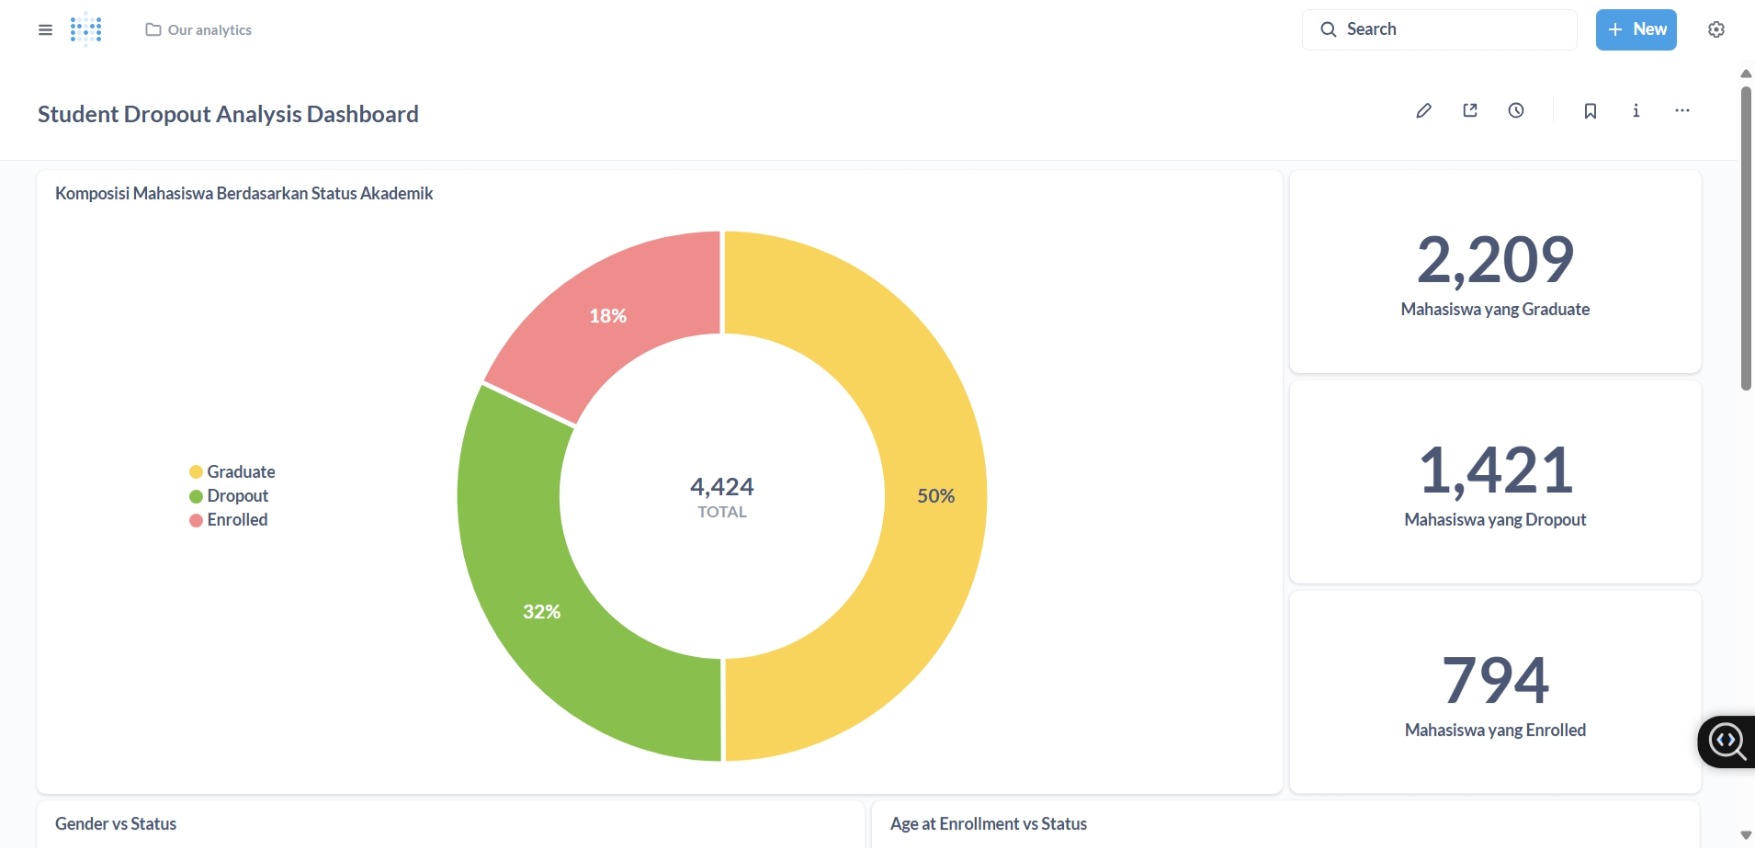 Our analytics
Search
+ New
Student Dropout Analysis Dashboard
Komposisi Mahasiswa Berdasarkan Status Akademik
18%
50%
32%
4,424
TOTAL
Graduate
Dropout
Enrolled
2,209
Mahasiswa yang Graduate
1,421
Mahasiswa yang Dropout
794
Mahasiswa yang Enrolled
Gender vs Status
Age at Enrollment vs Status